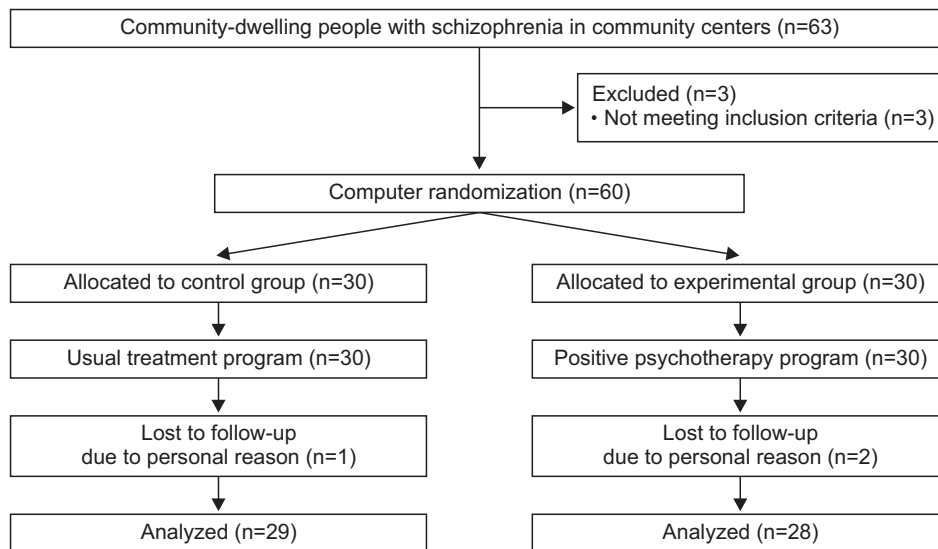 Community-dwelling people with schizophrenia in community centers (n=63)
Excluded (n=3)
• Not meeting inclusion criteria (n=3)
Computer randomization (n=60)
Allocated to control group (n=30)
Allocated to experimental group (n=30)
Usual treatment program (n=30)
Positive psychotherapy program (n=30)
Lost to follow-up
due to personal reason (n=1)
Lost to follow-up
due to personal reason (n=2)
Analyzed (n=29)
Analyzed (n=28)